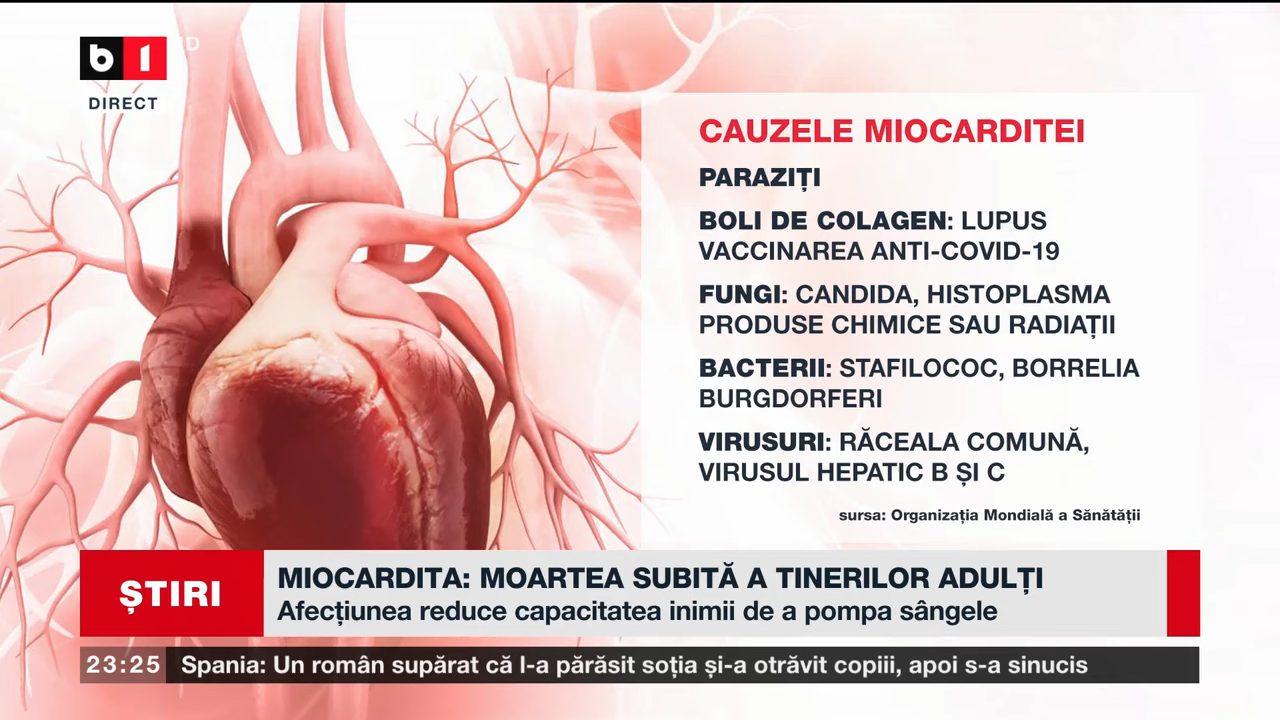 b 1 HD
DIRECT
CAUZELE MIOCARDITEI
PARAZIȚI
BOLI DE COLAGEN: LUPUS
VACCINAREA ANTI-COVID-19
FUNGI: CANDIDA, HISTOPLASMA
PRODUSE CHIMICE SAU RADIAȚII
BACTERII: STAFILOCOC, BORRELIA
BURGDORFERI
VIRUSURI: RĂCEALA COMUNĂ,
VIRUSUL HEPATIC B ȘI C
sursa: Organizația Mondială a Sănătății
ȘTIRI
MIOCARDITA: MOARTEA SUBITĂ A TINERILOR ADULȚI
Afecțiunea reduce capacitatea inimii de a pompa sângele
23:25 Spania: Un român supărat că l-a părăsit soția și-a otrăvit copiii, apoi s-a sinucis